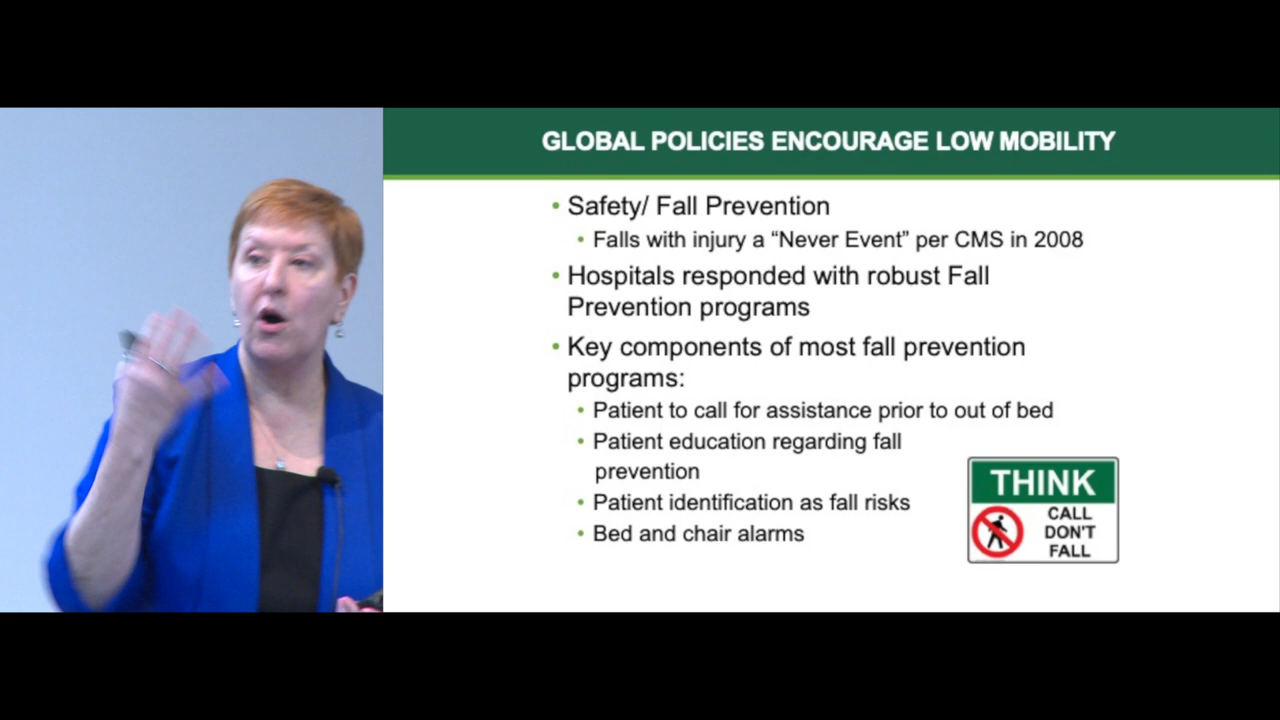 GLOBAL POLICIES ENCOURAGE LOW MOBILITY
• Safety/ Fall Prevention
• Falls with injury a “Never Event” per CMS in 2008
• Hospitals responded with robust Fall
Prevention programs
• Key components of most fall prevention
programs:
• Patient to call for assistance prior to out of bed
• Patient education regarding fall
prevention
• Patient identification as fall risks
• Bed and chair alarms
THINK
CALL
DON'T
FALL